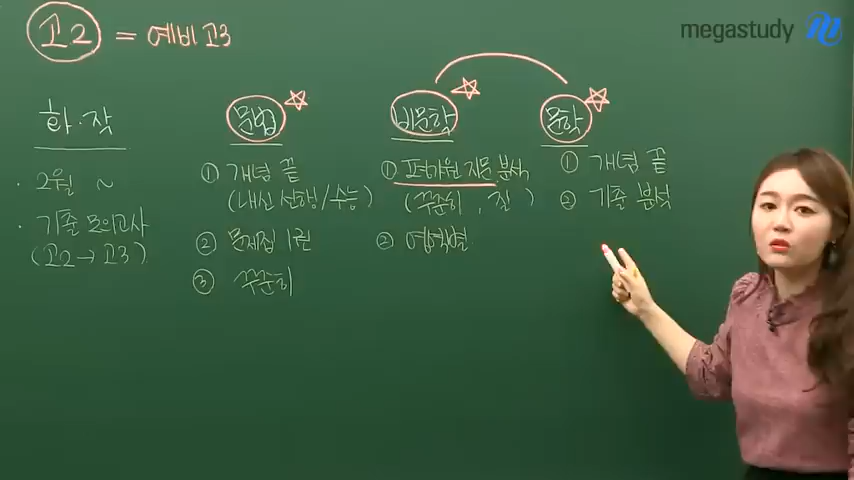 고2 = 예비 고3
megastudy
화·작
· 2월 ~
· 기출 모의고사
(고2→고3)
문법
① 개념 끝
(내신 선행/수능)
② 문제집 1권
③ 꾸준히
비문학
① 평가원 지문 분석
(꾸준히, 질)
② 영역별
문학
① 개념 끝
② 기출 분석